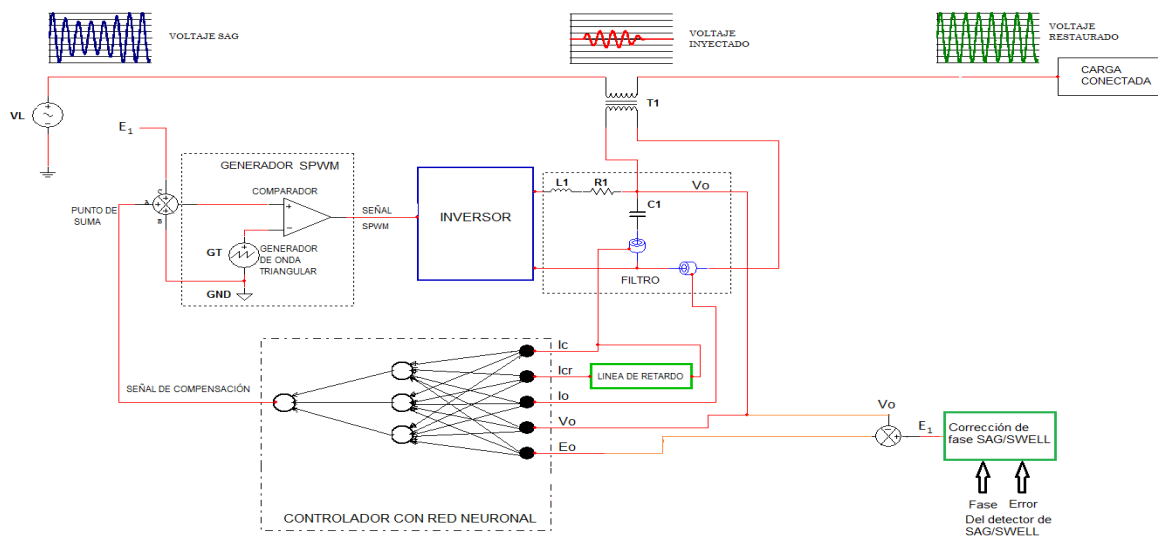 VOLTAJE SAG
VOLTAJE
INYECTADO
VOLTAJE
RESTAURADO
CARGA
CONECTADA
VL
T1
E1
GENERADOR SPWM
COMPARADOR
PUNTO DE
SUMA
A
C
B
GT
GENERADOR
DE ONDA
TRIANGULAR
GND
SEÑAL
SPWM
INVERSOR
L1
R1
Vo
C1
FILTRO
SEÑAL DE COMPENSACIÓN
Ic
Icr
Io
Vo
Eo
LINEA DE RETARDO
CONTROLADOR CON RED NEURONAL
Vo
E1
Corrección de
fase SAG/SWELL
Fase
Error
Del detector de
SAG/SWELL